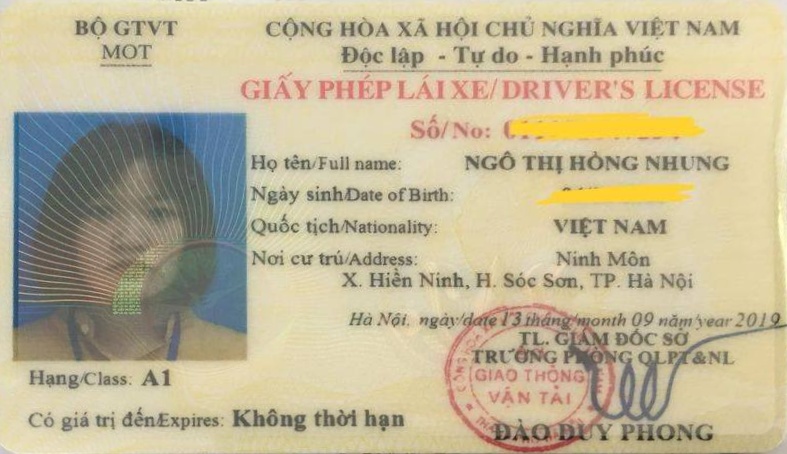 BỘ GTVT
MOT
CỘNG HÒA XÃ HỘI CHỦ NGHĨA VIỆT NAM
Độc lập - Tự do - Hạnh phúc
GIẤY PHÉP LÁI XE/DRIVER'S LICENSE
Số/No:
Họ tên/Full name: NGÔ THỊ HỒNG NHUNG
Ngày sinh/Date of Birth:
Quốc tịch/Nationality: VIỆT NAM
Nơi cư trú/Address: Ninh Môn
X. Hiền Ninh, H. Sóc Sơn, TP. Hà Nội
Hà Nội, ngày/date 13 tháng/month 09 năm/year 2019
TL. GIÁM ĐỐC SỞ
TRƯỞNG PHÒNG QLPT&NL
GIAO THÔNG
VẬN TẢI
ĐÀO DUY PHONG
Hạng/Class: A1
Có giá trị đến/Expires: Không thời hạn